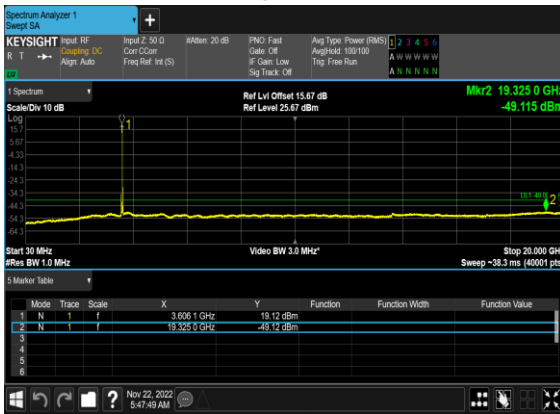 Spectrum Analyzer 1
Swept SA
KEYSIGHT Input: RF Input Z: 50 Ω #Atten: 20 dB PNO: Fast Avg Type: Power (RMS) 1 2 3 4 5 6
R T Coupling: DC Corr CCorr Gate: Off Avg|Hold: 100/100 A W W W W W
Align: Auto Freq Ref: Int (S) IF Gain: Low Trig: Free Run
Sig Track: Off A N N N N N
1 Spectrum Ref Lvl Offset 15.67 dB Mkr2 19.325 0 GHz
Scale/Div 10 dB Ref Level 25.67 dBm -49.115 dBm
Log
15.7
5.67
-4.33
-14.3
-24.3
-34.3
-44.3
-54.3
-64.3
1
2
Start 30 MHz Video BW 3.0 MHz* Stop 20.000 GHz
#Res BW 1.0 MHz Sweep ~38.3 ms (40001 pts)
5 Marker Table
Mode Trace Scale X Y Function Function Width Function Value
1 N 1 f 3.606 1 GHz 19.12 dBm
2 N 1 f 19.325 0 GHz -49.12 dBm
3
4
5
6
? Nov 22, 2022
5:47:49 AM